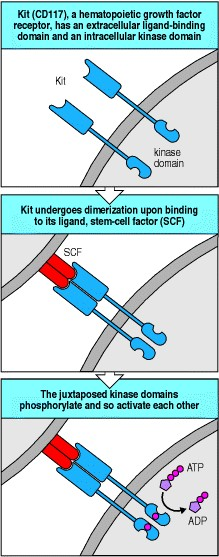 Kit (CD117), a hematopoietic growth factor
receptor, has an extracellular ligand-binding
domain and an intracellular kinase domain
Kit
kinase
domain
Kit undergoes dimerization upon binding
to its ligand, stem-cell factor (SCF)
SCF
The juxtaposed kinase domains
phosphorylate and so activate each other
ATP
ADP